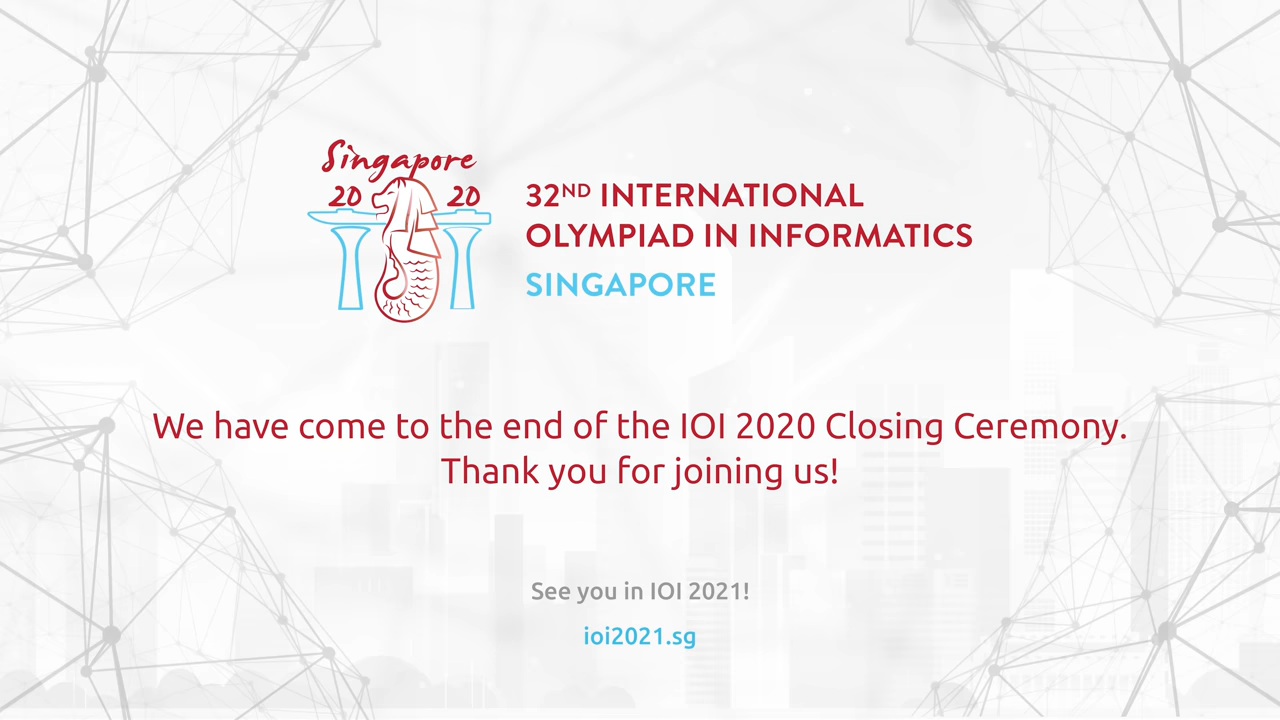 Singapore
20 20
32ND INTERNATIONAL
OLYMPIAD IN INFORMATICS
SINGAPORE
We have come to the end of the IOI 2020 Closing Ceremony.
Thank you for joining us!
See you in IOI 2021!
ioi2021.sg